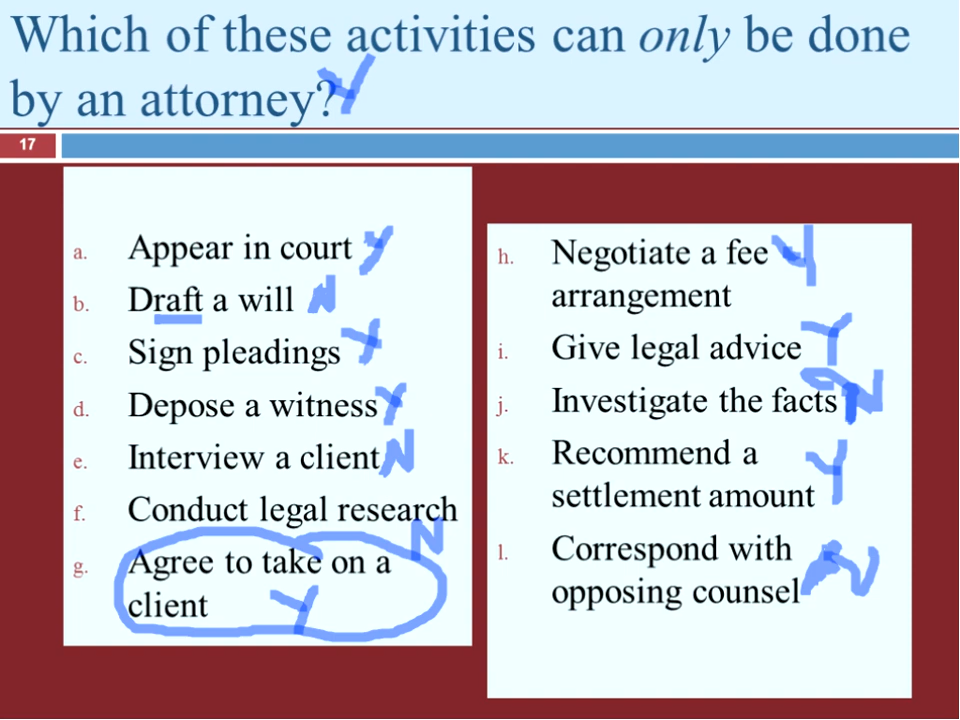 Which of these activities can only be done
by an attorney? Y
17
a. Appear in court Y
b. Draft a will N
c. Sign pleadings Y
d. Depose a witness Y
e. Interview a client N
f. Conduct legal research N
g. Agree to take on a
client Y
h. Negotiate a fee Y
arrangement
i. Give legal advice Y
j. Investigate the facts N
k. Recommend a
settlement amount Y
l. Correspond with
opposing counsel N